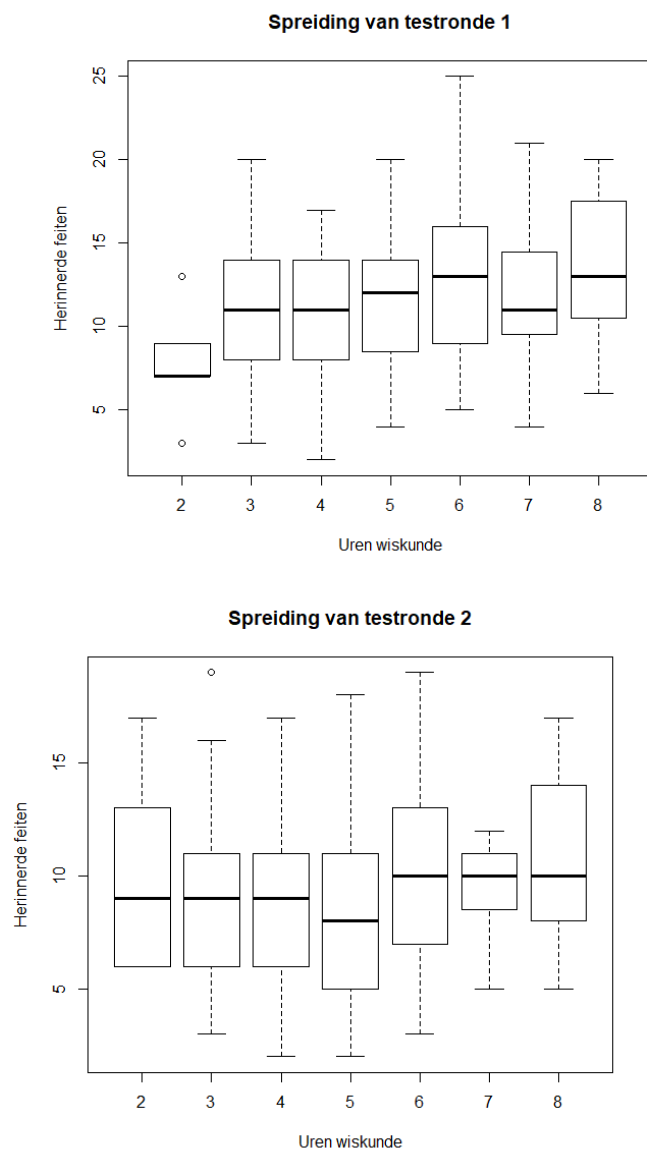 Spreiding van testronde 1
25
20
15
10
5
Herinnerde feiten
2 3 4 5 6 7 8
Uren wiskunde
Spreiding van testronde 2
15
10
5
Herinnerde feiten
2 3 4 5 6 7 8
Uren wiskunde